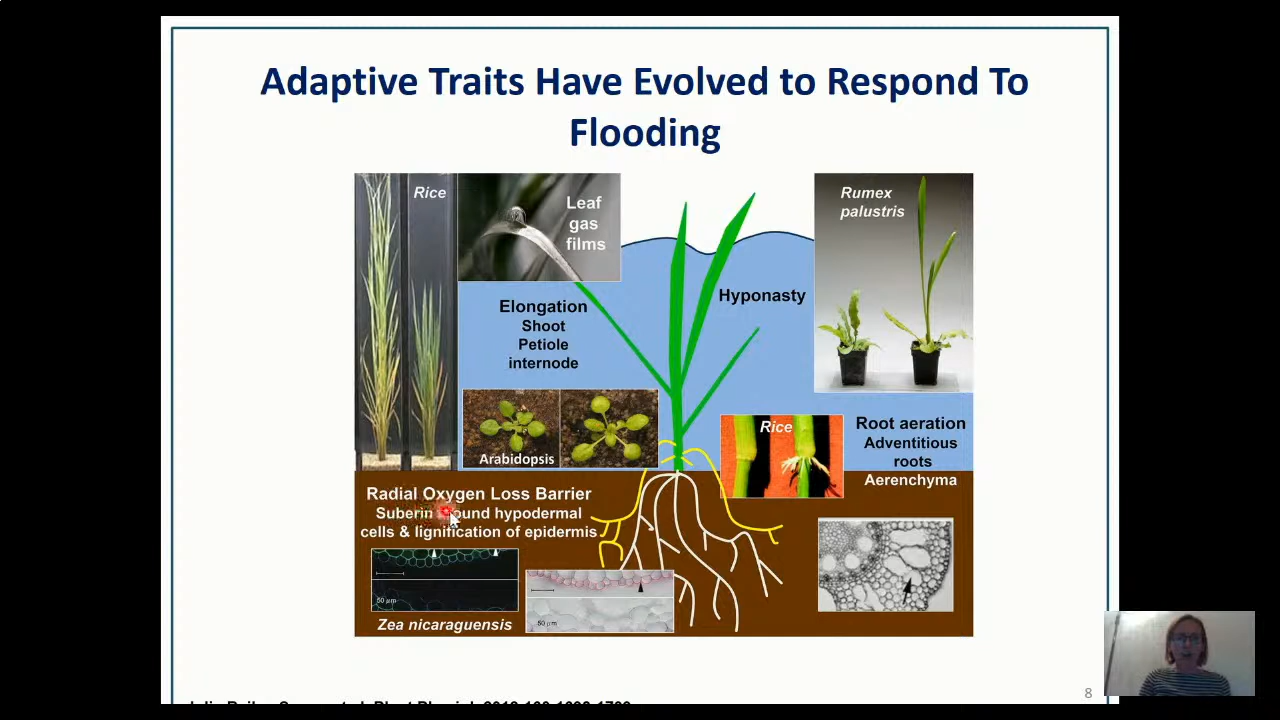 Adaptive Traits Have Evolved to Respond To
Flooding
Rice
Leaf
gas
films
Rumex
palustris
Elongation
Shoot
Petiole
internode
Hyponasty
Arabidopsis
Rice
Root aeration
Adventitious
roots
Aerenchyma
Radial Oxygen Loss Barrier
Suberin
cells & lignification of epidermis
50 µm
50 µm
Zea nicaraguensis
8